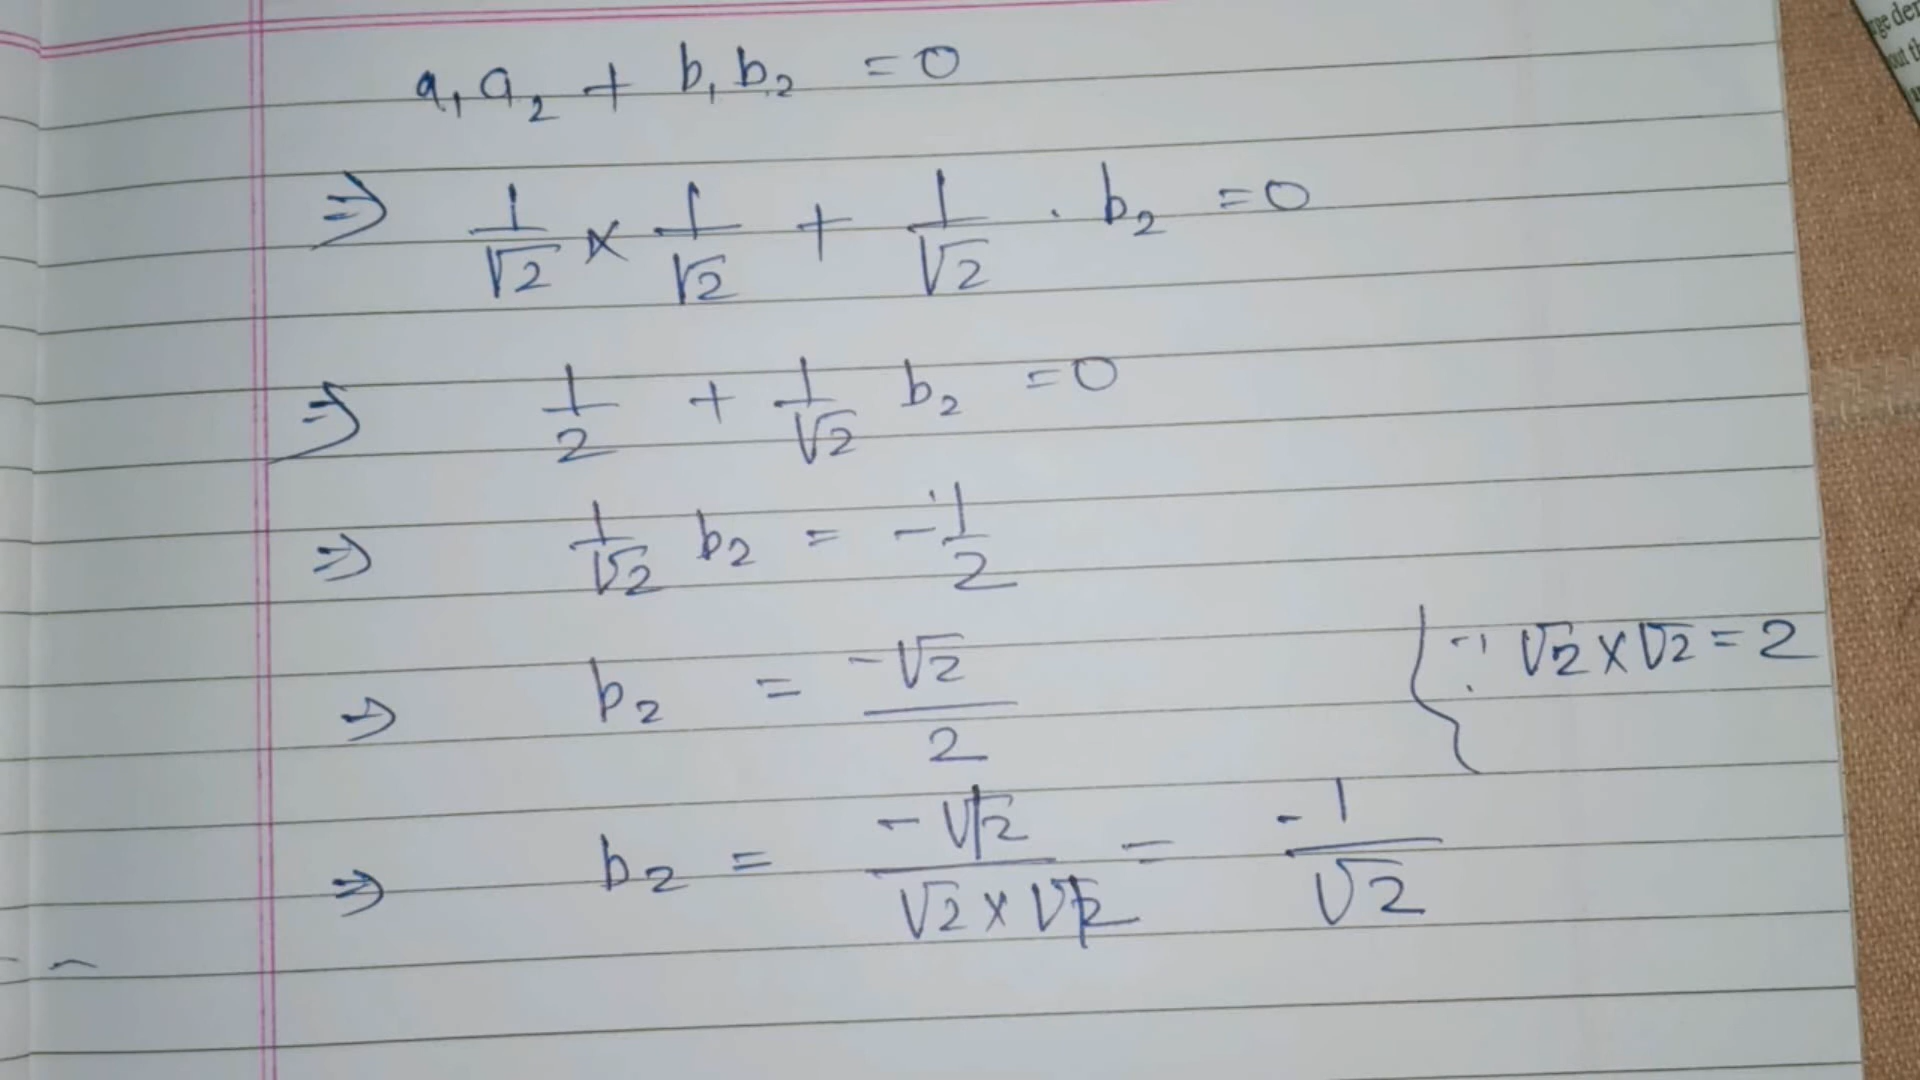 a₁a₂ + b₁b₂ = 0
⇒ 1/√2 × 1/√2 + 1/√2 . b₂ = 0
⇒ 1/2 + 1/√2 b₂ = 0
⇒ 1/√2 b₂ = -1/2
⇒ b₂ = -√2/2 { ∵ √2 × √2 = 2
⇒ b₂ = -√2/(√2 × √2) = -1/√2